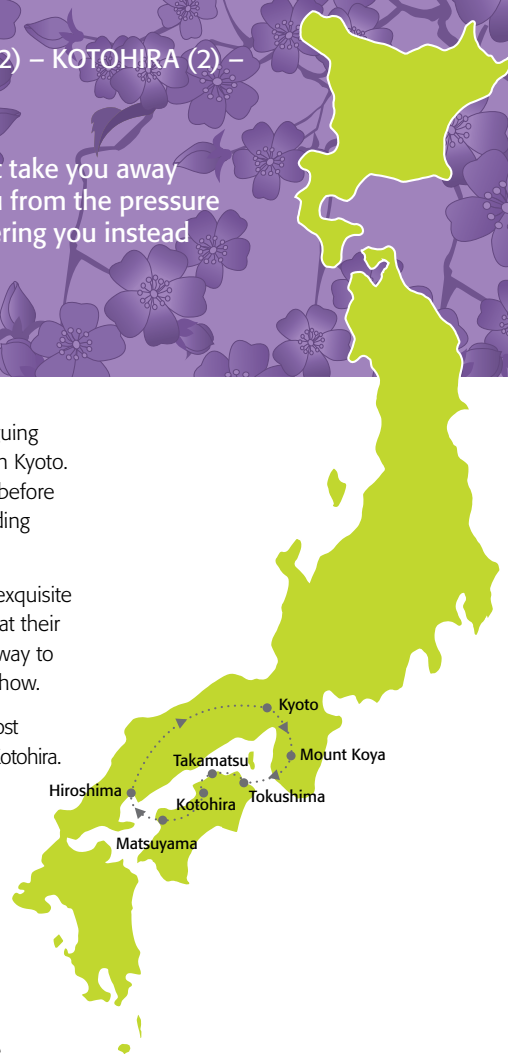 2) – KOTOHIRA (2) –
t take you away
u from the pressure
ering you instead
uing
n Kyoto.
before
ding
exquisite
at their
way to
how.
ost
otohira.
Kyoto
Mount Koya
Takamatsu
Hiroshima
Kotohira
Tokushima
Matsuyama